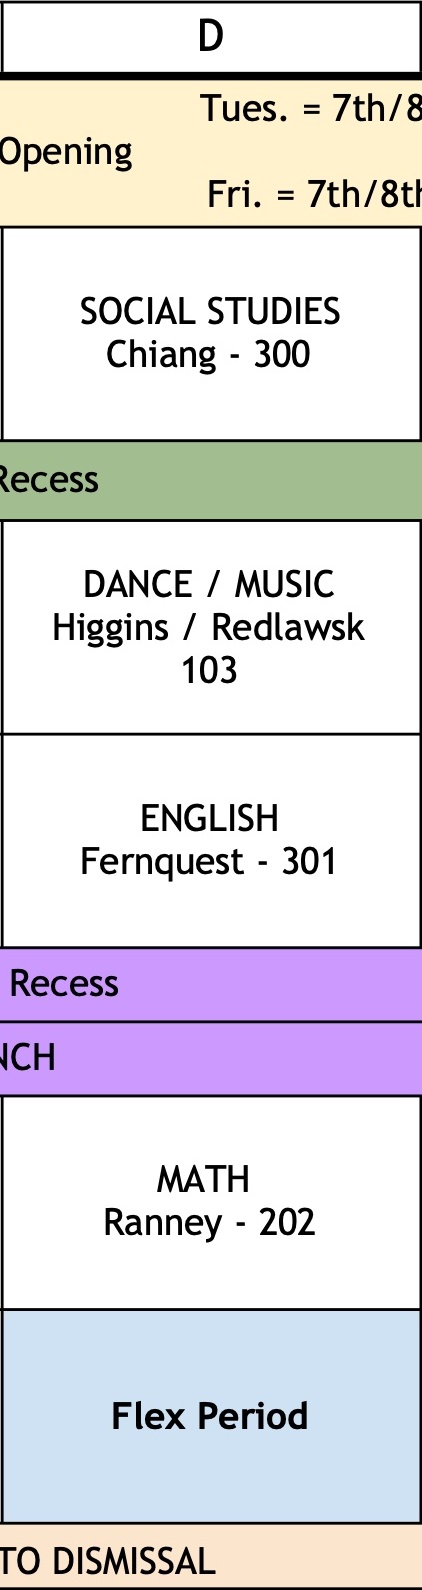 D
Tues. = 7th/8
Opening
Fri. = 7th/8th
SOCIAL STUDIES
Chiang - 300
Recess
DANCE / MUSIC
Higgins / Redlawsk
103
ENGLISH
Fernquest - 301
Recess
NCH
MATH
Ranney - 202
Flex Period
TO DISMISSAL